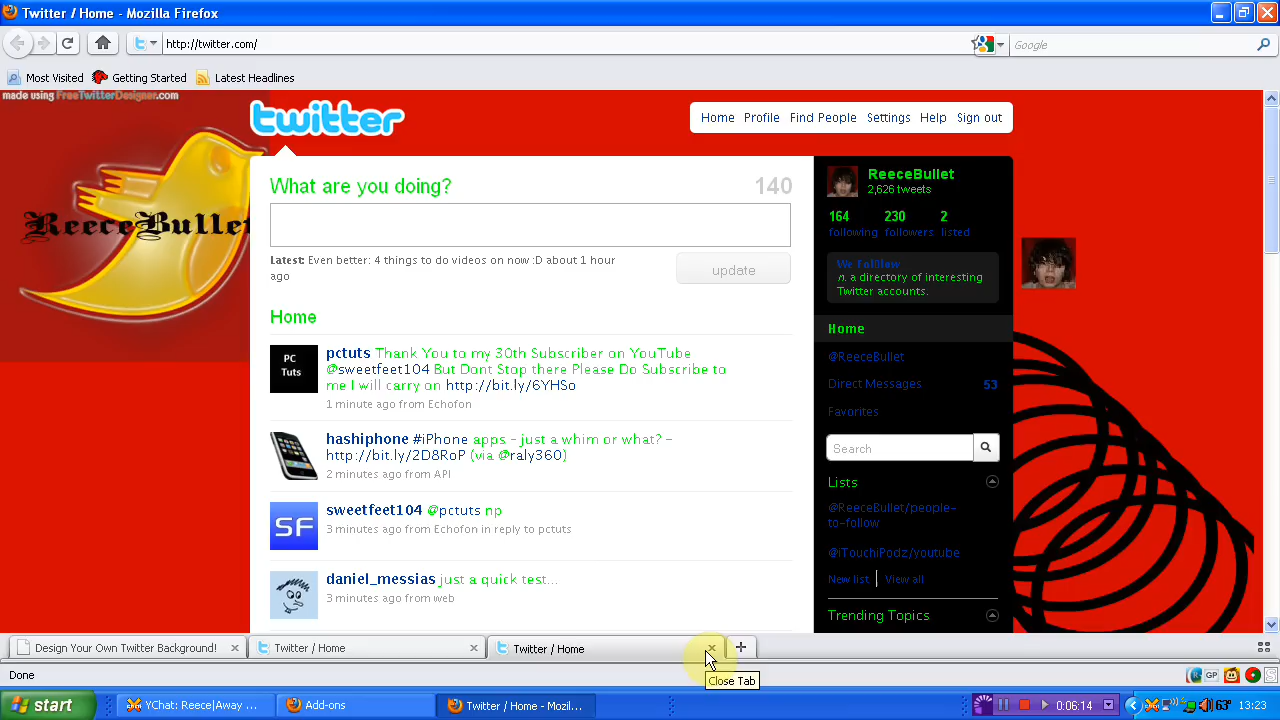 Twitter / Home - Mozilla Firefox
http://twitter.com/
Google
Most Visited
Getting Started
Latest Headlines
made using FreeTwitterDesigner.com
twitter
Home Profile Find People Settings Help Sign out
ReeceBullet
What are you doing?
140
Latest: Even better: 4 things to do videos on now :D about 1 hour
ago
update
Home
pctuts Thank You to my 30th Subscriber on YouTube
@sweetfeet104 But Dont Stop there Please Do Subscribe to
me I will carry on http://bit.ly/6YHSo
1 minute ago from Echofon
PC
Tuts
hashiphone #iPhone apps - just a whim or what? -
http://bit.ly/2D8RoP (via @raly360)
2 minutes ago from API
SF
sweetfeet104 @pctuts np
3 minutes ago from Echofon in reply to pctuts
daniel_messias just a quick test...
3 minutes ago from web
ReeceBullet
2,626 tweets
164 230 2
following followers listed
We Follow
n. a directory of interesting
Twitter accounts.
Home
@ReeceBullet
Direct Messages 53
Favorites
Search
Lists
@ReeceBullet/people-
to-follow
@iTouchiPodz/youtube
New list View all
Trending Topics
Design Your Own Twitter Background!
Twitter / Home
Twitter / Home
Close Tab
Done
GP
S
start
YChat: Reece|Away ...
Add-ons
Twitter / Home - Mozil...
0:06:14
63°
13:23